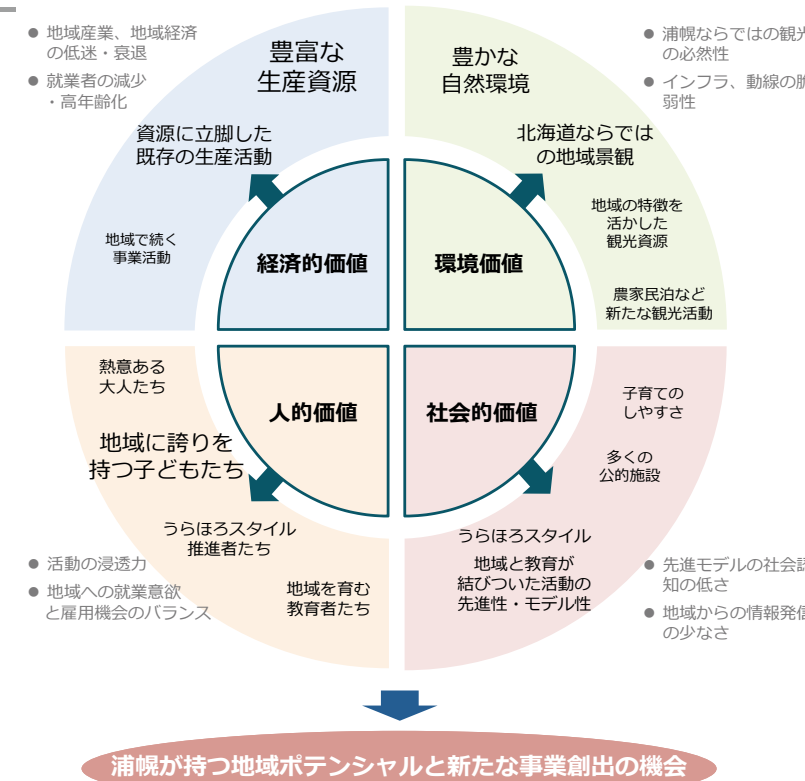 ● 地域産業、地域経済
の低迷・衰退
● 就業者の減少
・高年齢化
豊富な
生産資源
資源に立脚した
既存の生産活動
地域で続く
事業活動
経済的価値
豊かな
自然環境
北海道ならでは
の地域景観
地域の特徴を
活かした
観光資源
農家民泊など
新たな観光活動
環境価値
● 浦幌ならではの観光
の必然性
● インフラ、動線の脆
弱性
熱意ある
大人たち
地域に誇りを
持つ子どもたち
うらほろスタイル
推進者たち
地域を育む
教育者たち
人的価値
● 活動の浸透力
● 地域への就業意欲
と雇用機会のバランス
社会的価値
子育ての
しやすさ
多くの
公的施設
うらほろスタイル
地域と教育が
結びついた活動の
先進性・モデル性
● 先進モデルの社会認
知の低さ
● 地域からの情報発信
の少なさ
浦幌が持つ地域ポテンシャルと新たな事業創出の機会